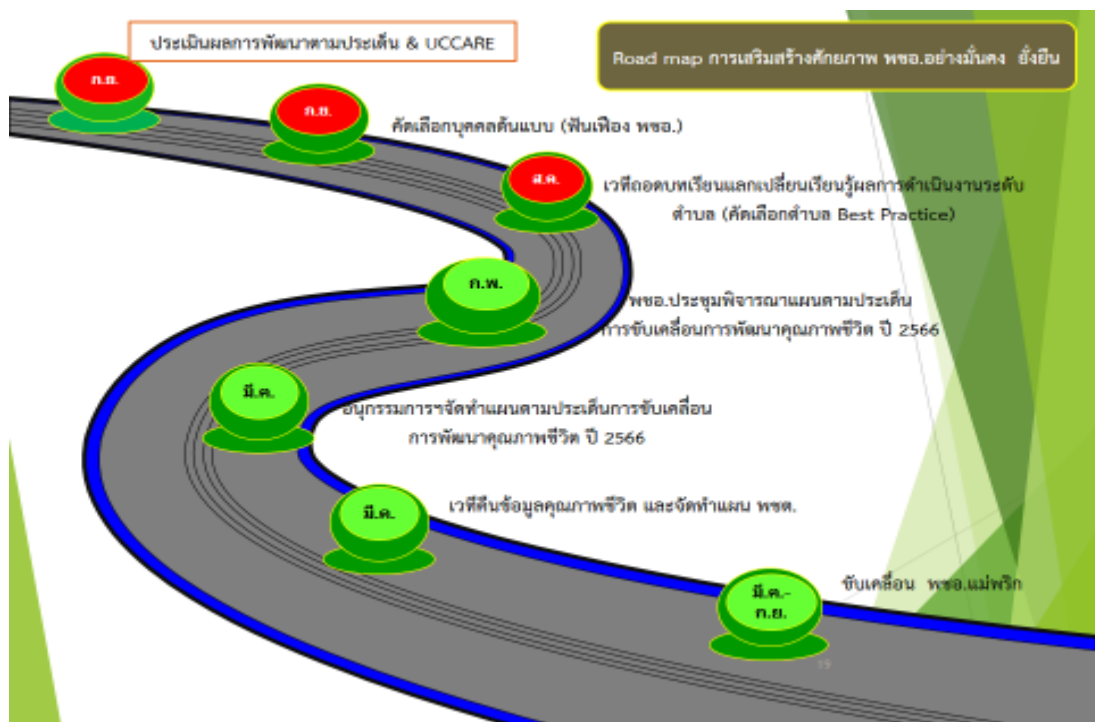 ประเมินผลการพัฒนาตามประเด็น & UCCARE
Road map การเสริมสร้างศักยภาพ พชอ.อย่างมั่นคง ยั่งยืน
ก.ย.
ก.ย.
คัดเลือกบุคคลต้นแบบ (ฟันเฟือง พชอ.)
ส.ค.
เวทีถอดบทเรียนแลกเปลี่ยนเรียนรู้ผลการดำเนินงานระดับ
ตำบล (คัดเลือกตำบล Best Practice)
ก.พ.
พชอ.ประชุมพิจารณาแผนตามประเด็น
การขับเคลื่อนการพัฒนาคุณภาพชีวิต ปี 2566
มี.ค.
อนุกรรมการฯจัดทำแผนตามประเด็นการขับเคลื่อน
การพัฒนาคุณภาพชีวิต ปี 2566
มี.ค.
เวทีคืนข้อมูลคุณภาพชีวิต และจัดทำแผน พชต.
มี.ค.-
ก.ย.
ขับเคลื่อน พชอ.แม่พริก
19